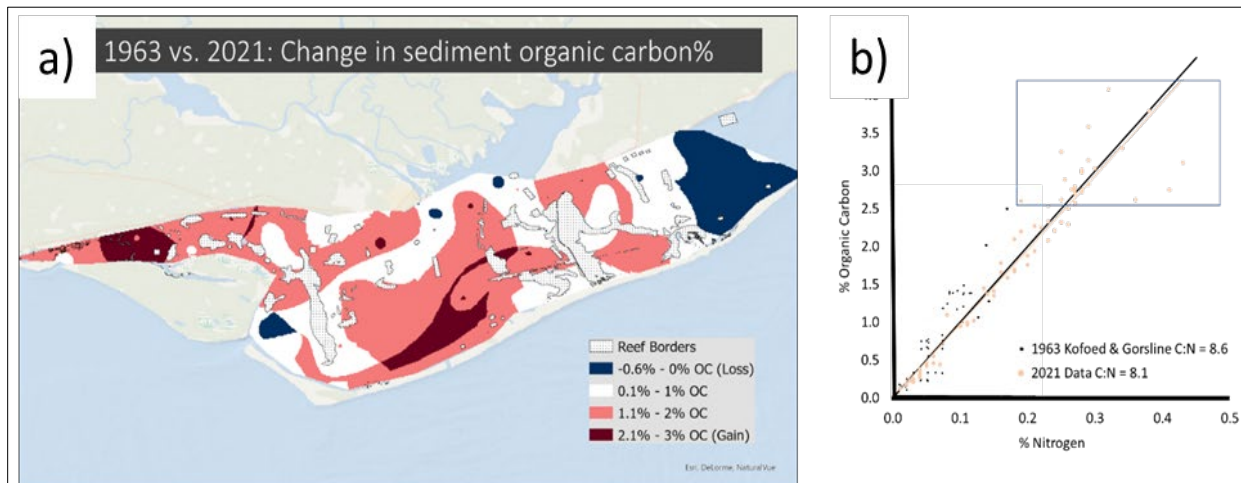 a)
1963 vs. 2021: Change in sediment organic carbon%
Reef Borders
-0.6% - 0% OC (Loss)
0.1% - 1% OC
1.1% - 2% OC
2.1% - 3% OC (Gain)
Esri, DeLorme, NaturalVue
b)
3.5
3.0
2.5
2.0
1.5
1.0
0.5
0.0
% Organic Carbon
1963 Kofoed & Gorsline C:N = 8.6
2021 Data C:N = 8.1
0.0 0.1 0.2 0.3 0.4 0.5
% Nitrogen